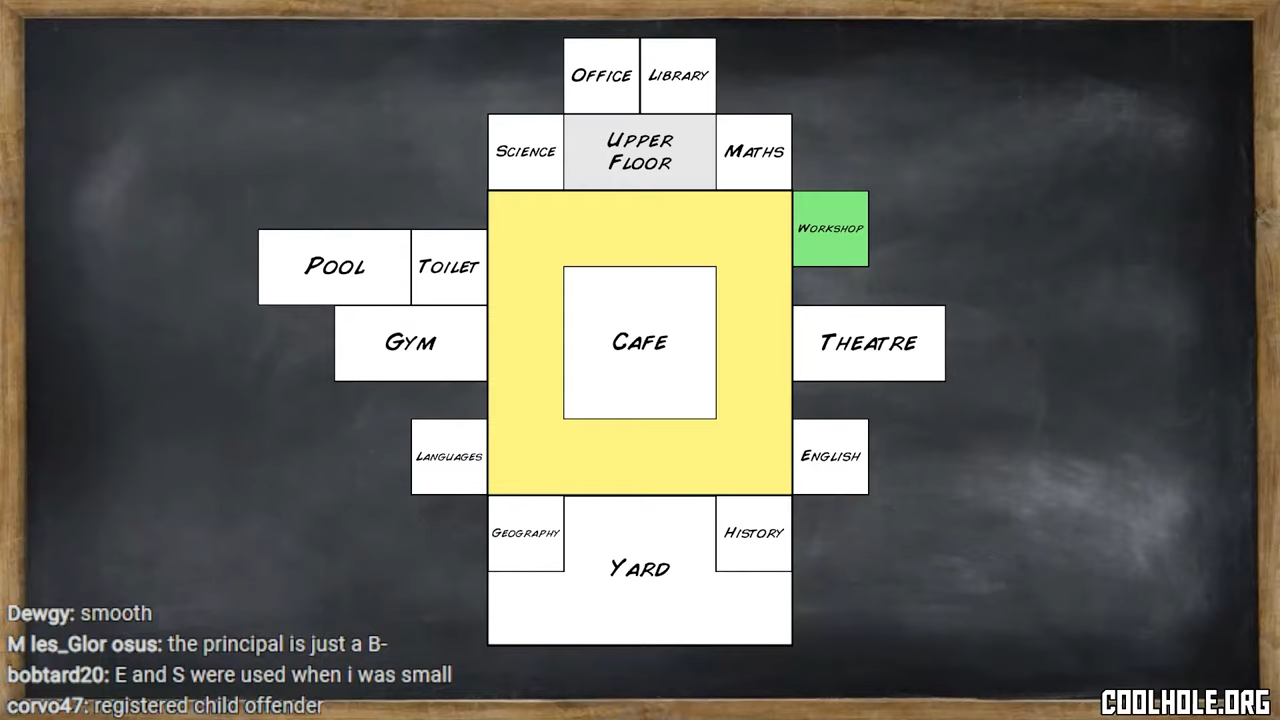 OFFICE
LIBRARY
SCIENCE
UPPER
FLOOR
MATHS
WORKSHOP
POOL
TOILET
GYM
CAFE
THEATRE
LANGUAGES
ENGLISH
GEOGRAPHY
HISTORY
YARD
Dewgy: smooth
M les_Glor osus: the principal is just a B-
bobtard20: E and S were used when i was small
corvo47: registered child offender
COOLHOLE.ORG